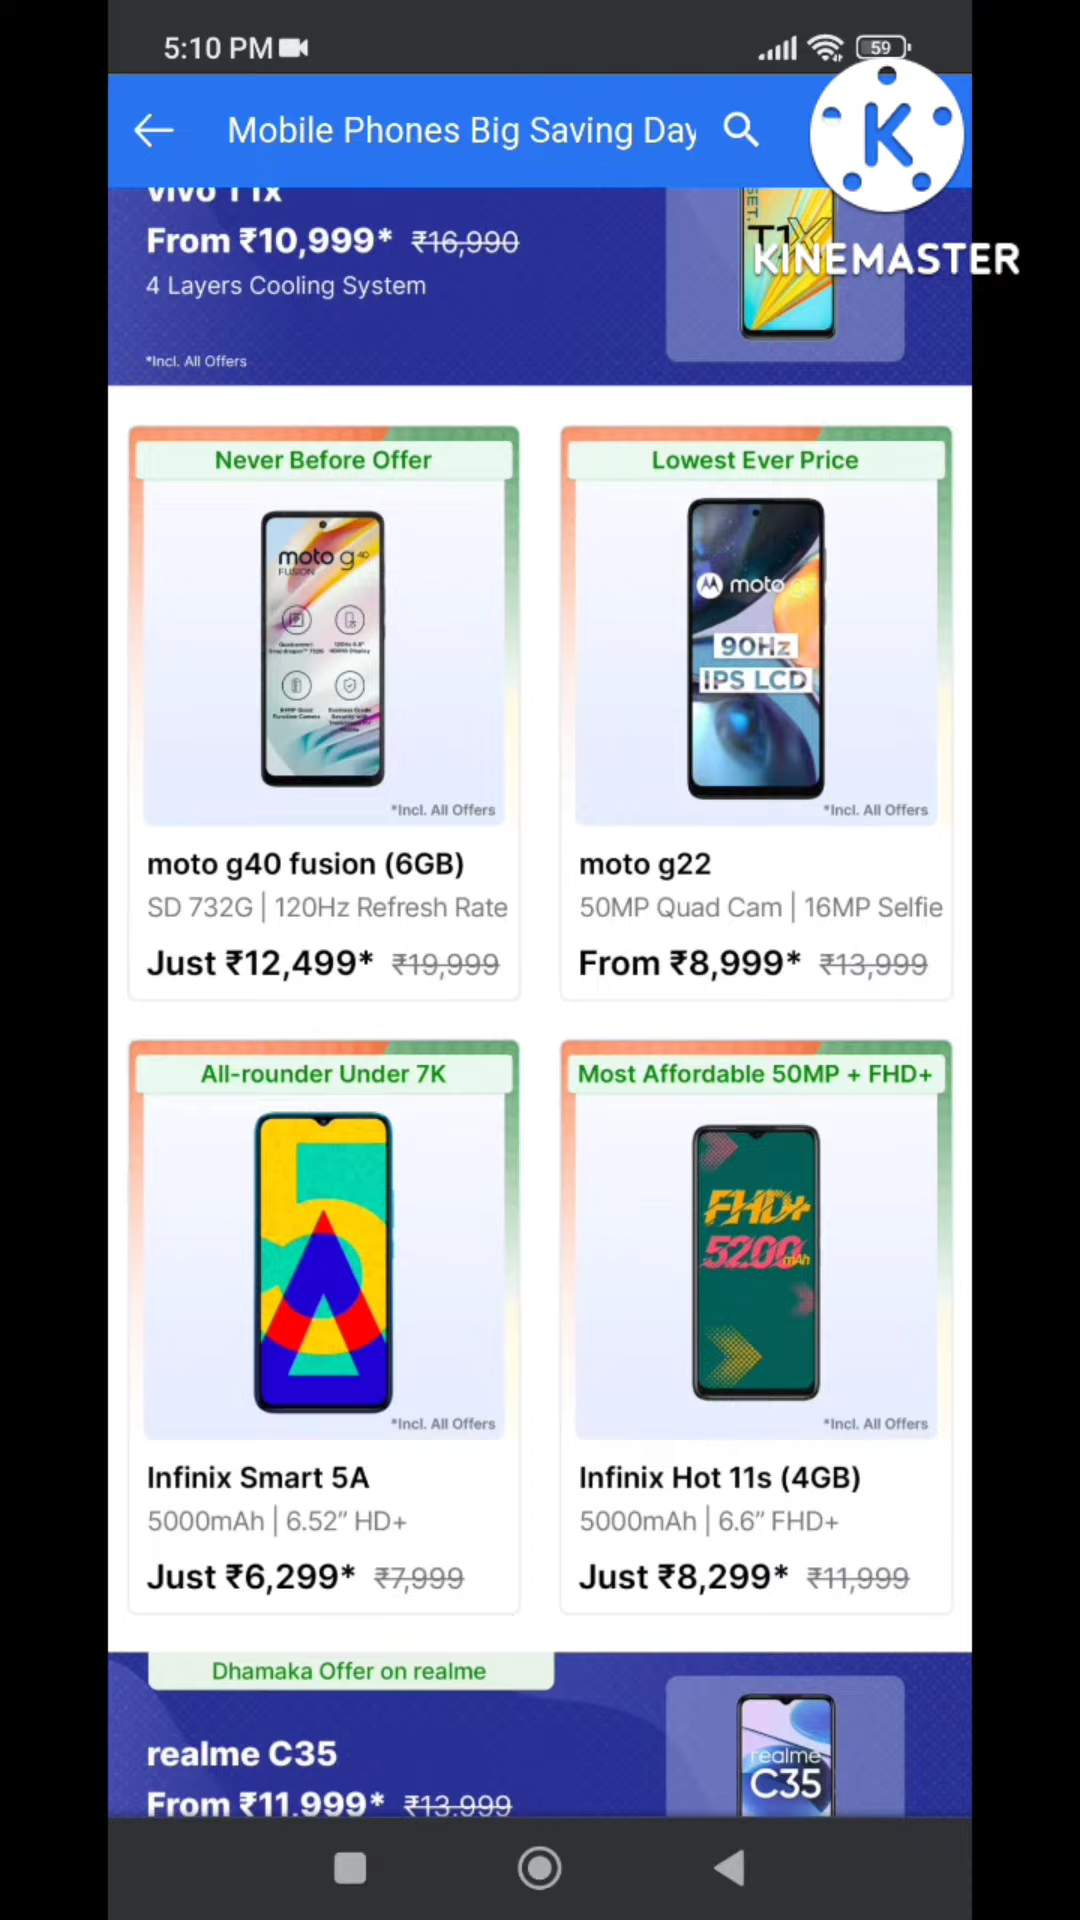 5:10 PM
59
Mobile Phones Big Saving Day
K
KINEMASTER
vivo T1x
From ₹10,999* ₹16,990
4 Layers Cooling System
*Incl. All Offers
SET.
T1X
Never Before Offer
Lowest Ever Price
moto g40
FUSION
moto g
90Hz
IPS LCD
*Incl. All Offers
*Incl. All Offers
moto g40 fusion (6GB)
SD 732G | 120Hz Refresh Rate
Just ₹12,499* ₹19,999
moto g22
50MP Quad Cam | 16MP Selfie
From ₹8,999* ₹13,999
All-rounder Under 7K
Most Affordable 50MP + FHD+
5
A
FHD+
5200mAh
*Incl. All Offers
*Incl. All Offers
Infinix Smart 5A
5000mAh | 6.52” HD+
Just ₹6,299* ₹7,999
Infinix Hot 11s (4GB)
5000mAh | 6.6” FHD+
Just ₹8,299* ₹11,999
Dhamaka Offer on realme
realme C35
From ₹11,999* ₹13,999
realme
C35